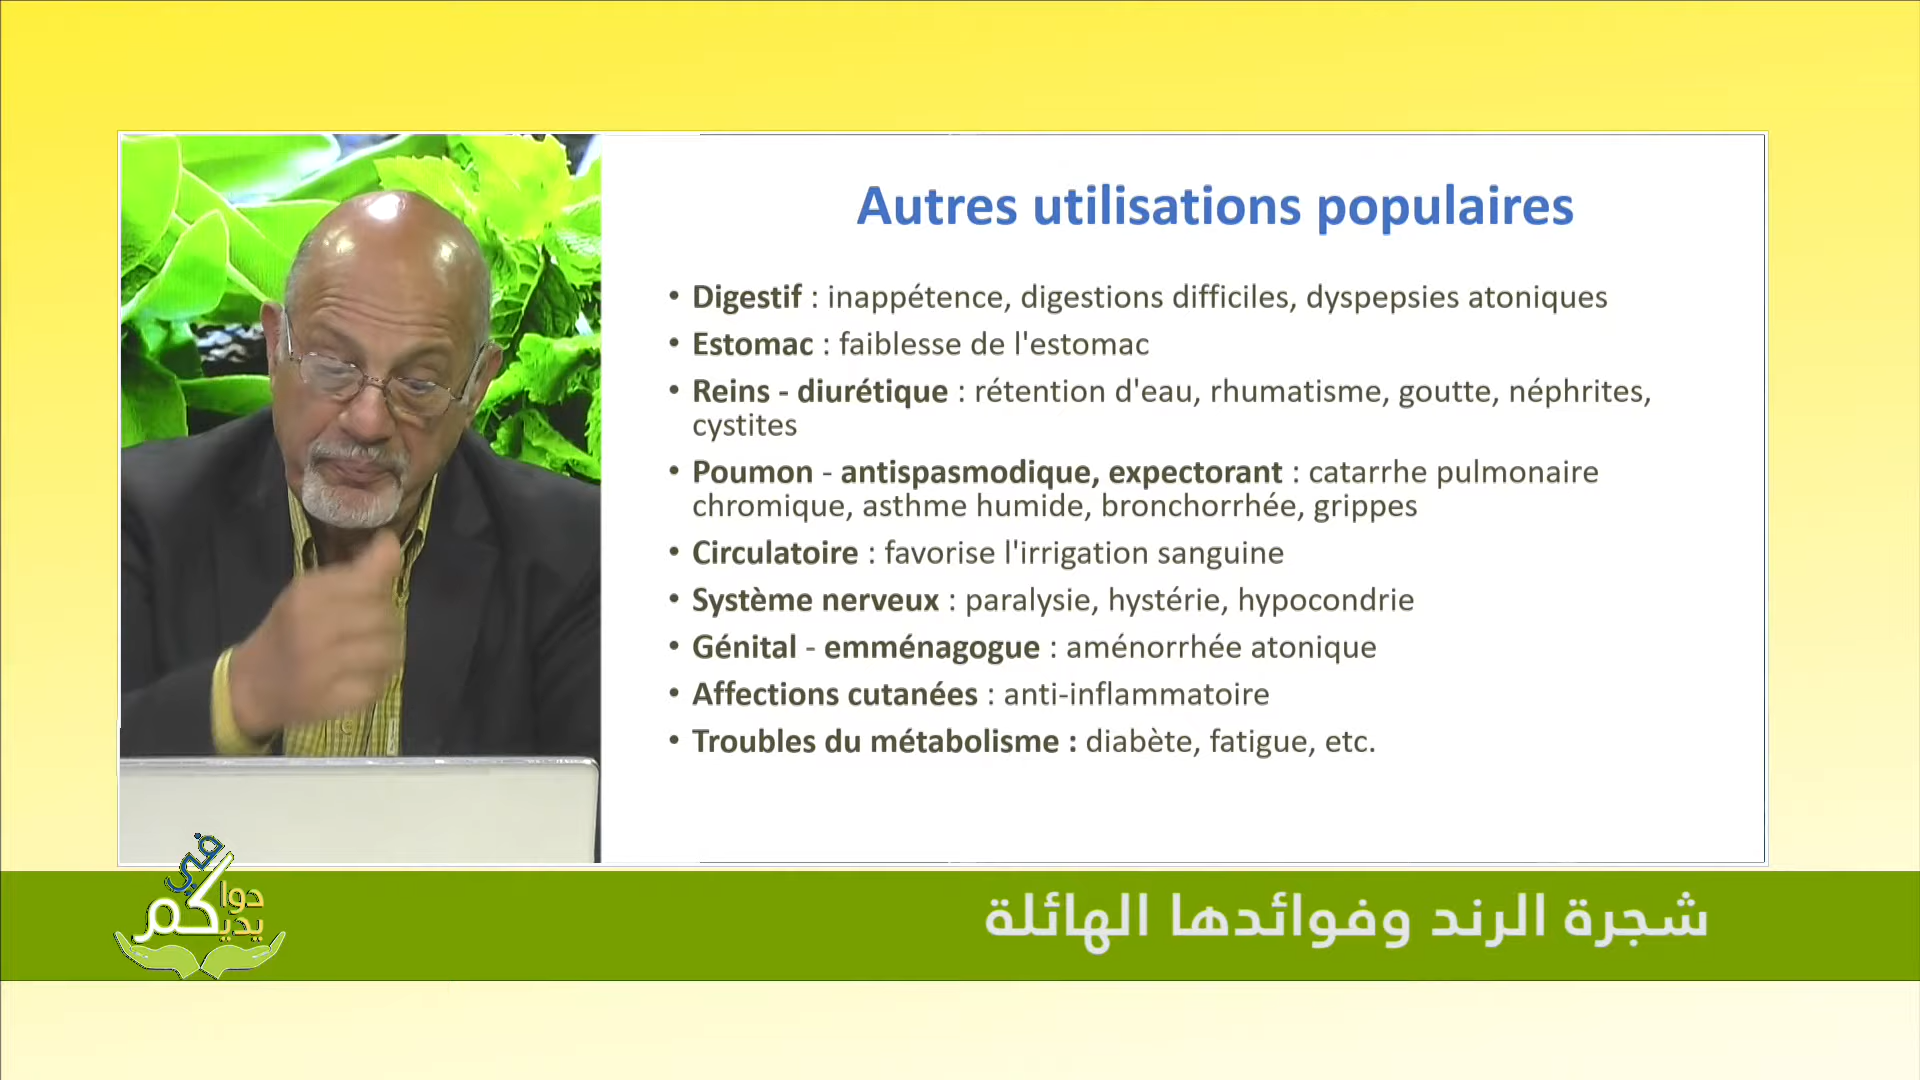 Autres utilisations populaires
• Digestif : inappétence, digestions difficiles, dyspepsies atoniques
• Estomac : faiblesse de l'estomac
• Reins - diurétique : rétention d'eau, rhumatisme, goutte, néphrites,
cystites
• Poumon - antispasmodique, expectorant : catarrhe pulmonaire
chromique, asthme humide, bronchorrhée, grippes
• Circulatoire : favorise l'irrigation sanguine
• Système nerveux : paralysie, hystérie, hypocondrie
• Génital - emménagogue : aménorrhée atonique
• Affections cutanées : anti-inflammatoire
• Troubles du métabolisme : diabète, fatigue, etc.
شجرة الرند وفوائدها الهائلة
دواكم في يديكم